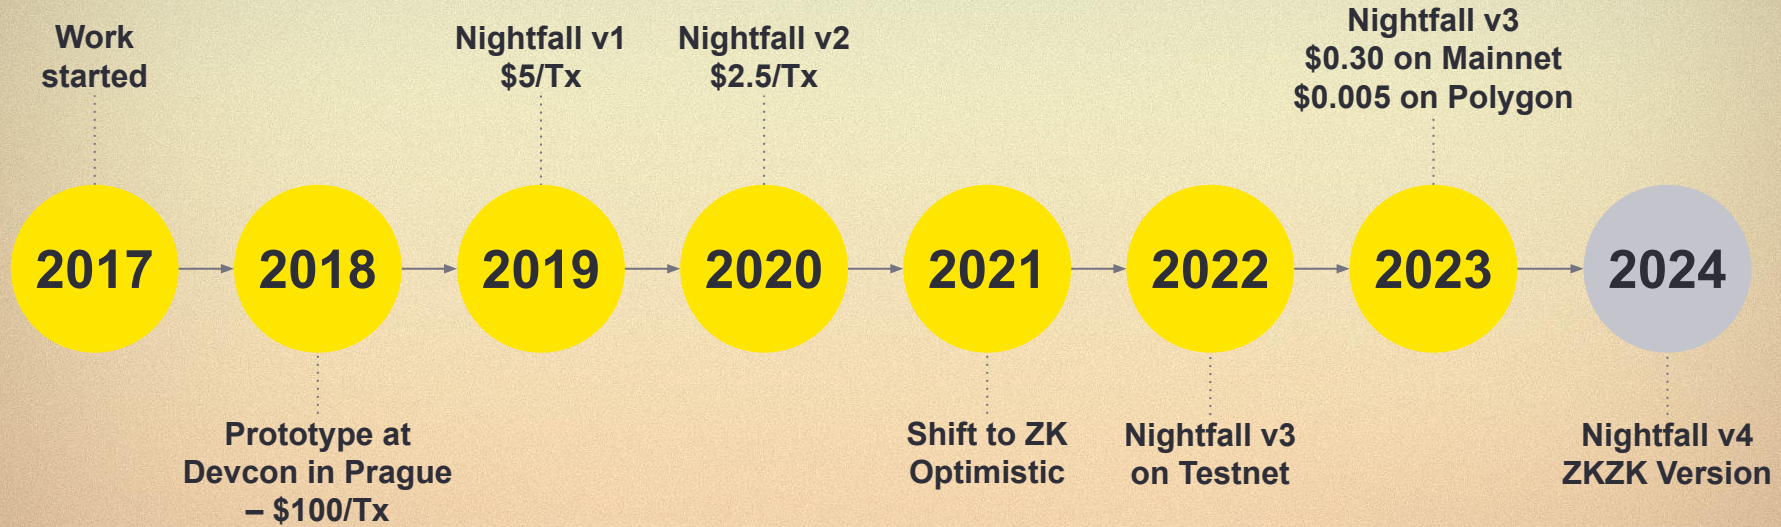 Work
started
Nightfall v1
$5/Tx
Nightfall v2
$2.5/Tx
Nightfall v3
$0.30 on Mainnet
$0.005 on Polygon
2017
2018
2019
2020
2021
2022
2023
2024
Prototype at
Devcon in Prague
– $100/Tx
Shift to ZK
Optimistic
Nightfall v3
on Testnet
Nightfall v4
ZKZK Version